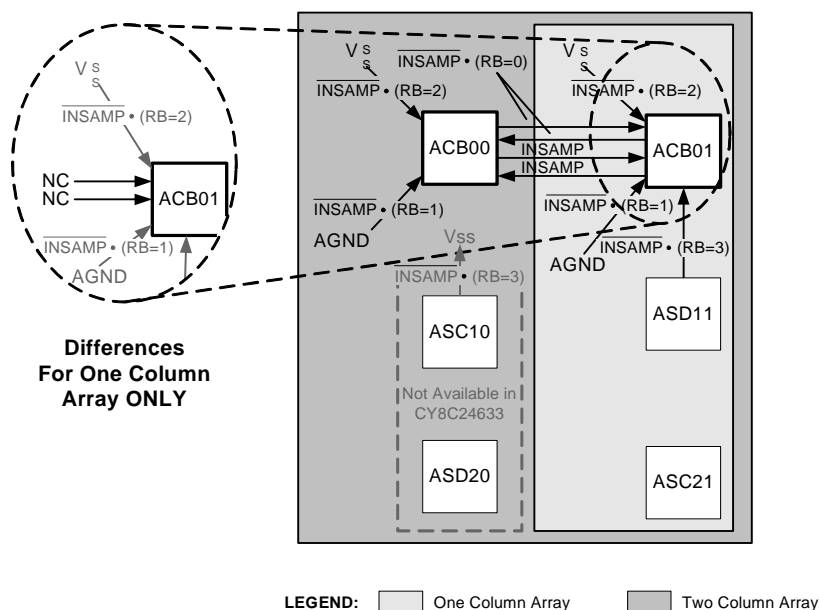 V S
S
INSAMP • (RB=2)
NC
NC
ACB01
INSAMP • (RB=1)
AGND
Differences
For One Column
Array ONLY
V S
S
INSAMP • (RB=0)
INSAMP • (RB=2)
ACB00
INSAMP
INSAMP
INSAMP • (RB=1)
AGND
Vss
INSAMP • (RB=3)
ASC10
Not Available in
CY8C24633
ASD20
V S
S
INSAMP • (RB=2)
ACB01
INSAMP • (RB=1)
INSAMP • (RB=3)
AGND
ASD11
ASC21
LEGEND:
One Column Array
Two Column Array